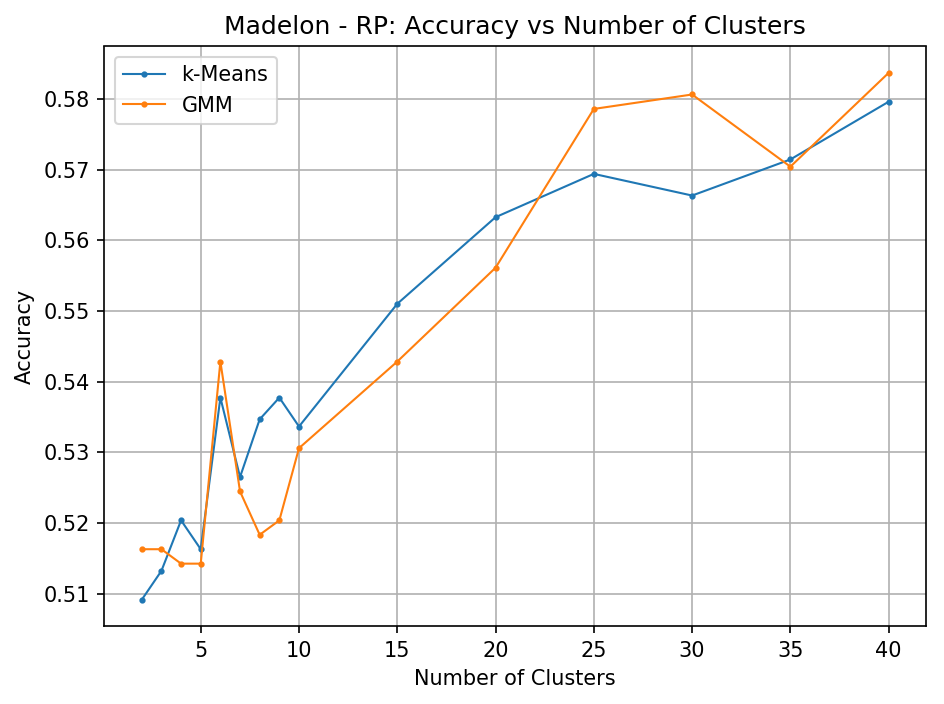 Madelon - RP: Accuracy vs Number of Clusters
k-Means
GMM
0.58
0.57
0.56
0.55
0.54
0.53
0.52
0.51
Accuracy
5 10 15 20 25 30 35 40
Number of Clusters